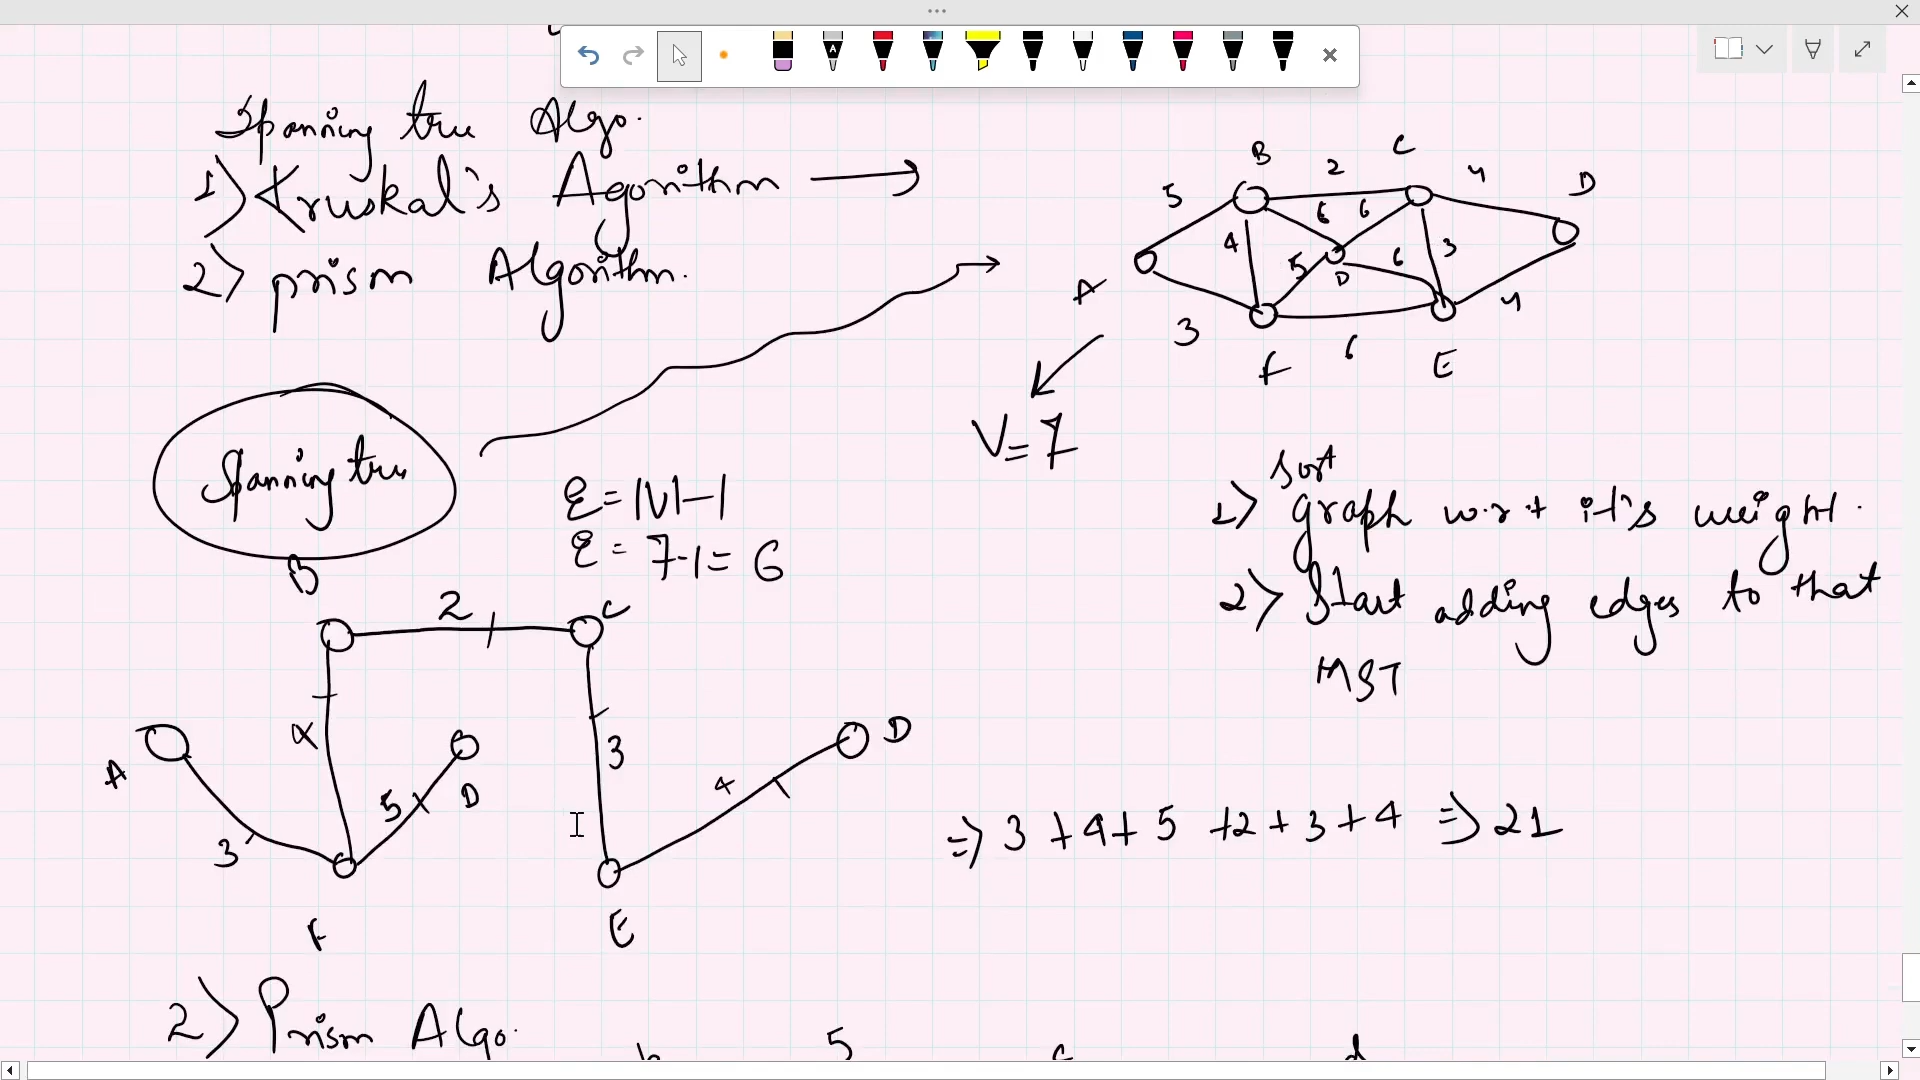 Spanning tree Algo.
1) Kruskal's Agorithm
2) prism Algorithm.
B 2 C 4 D
5 6 6
4 5 D 6 3
A 3 6 4
F E
V=7
Spanning tree
E=|V|-1
E= 7-1= 6
sort
1) graph w.r.t it's weight.
2) Start adding edges to that
MST
B 2 C
A 3 5 D 3 4 D
F E
=> 3 +4+ 5 +2+3+4 => 21
2) Prism Algo.
b 5 c d